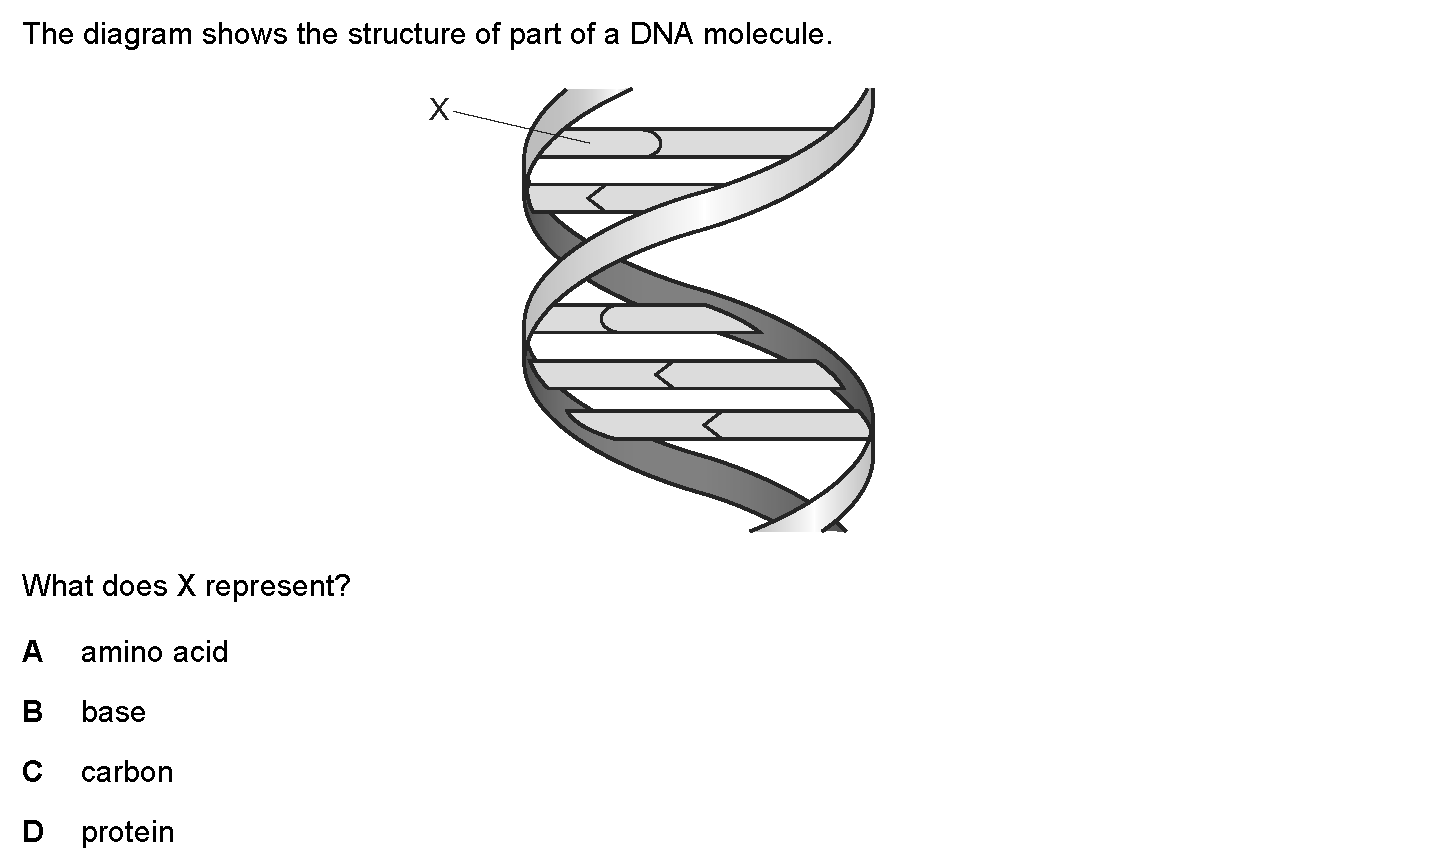 The diagram shows the structure of part of a DNA molecule.
X
What does X represent?
A amino acid
B base
C carbon
D protein